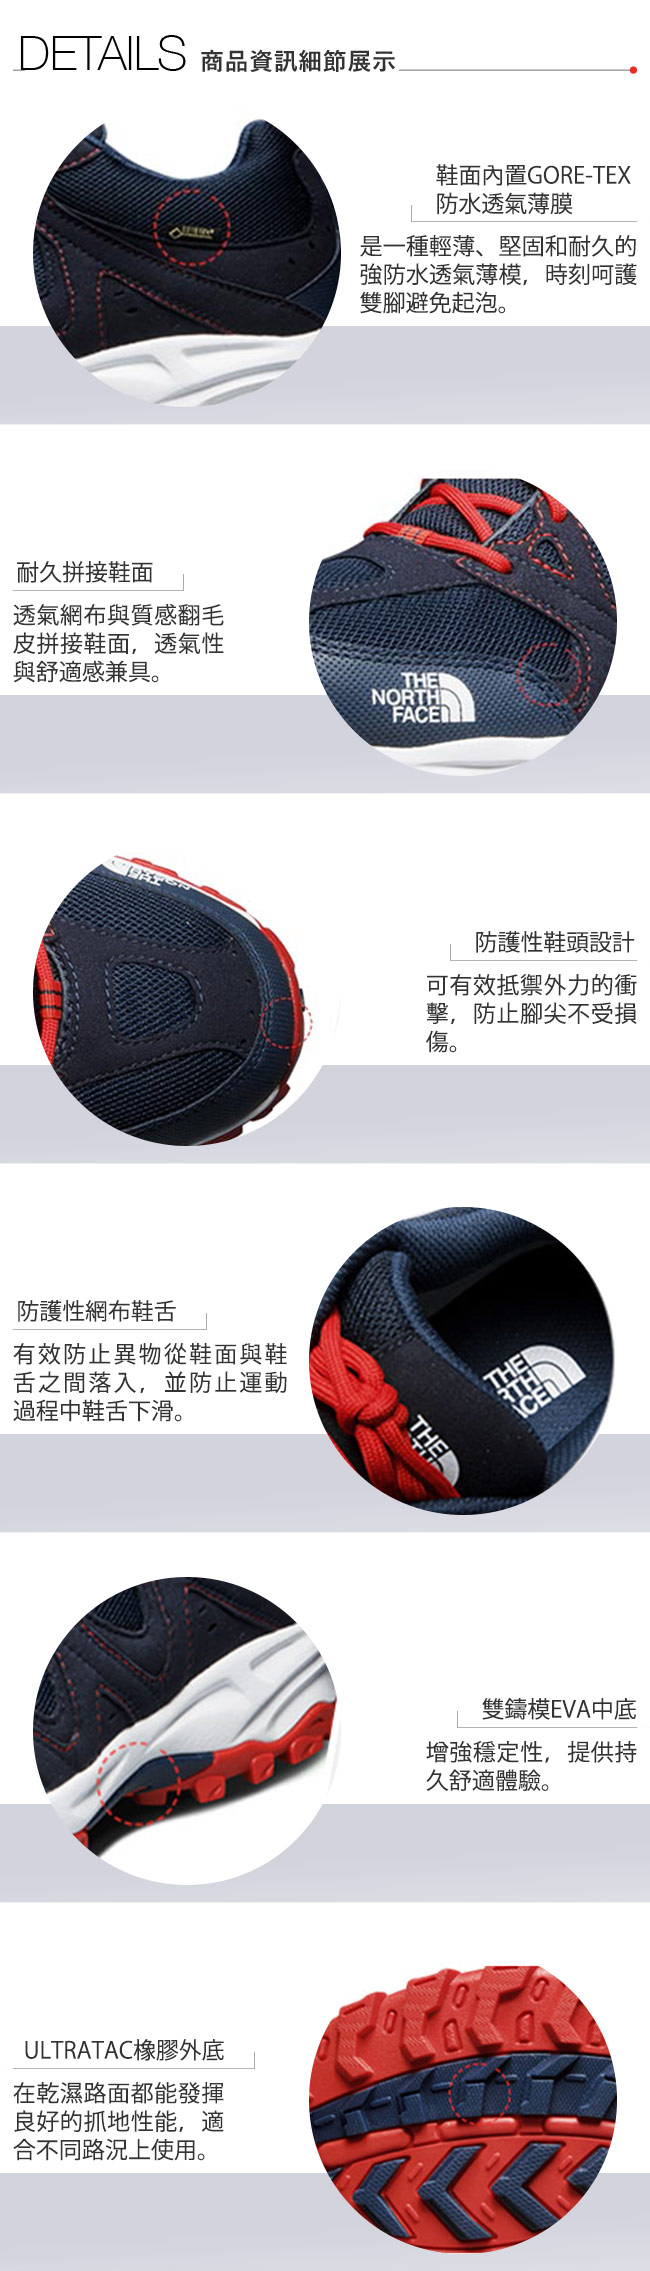 DETAILS 商品資訊細節展示
鞋面內置GORE-TEX
防水透氣薄膜
是一種輕薄、堅固和耐久的
強防水透氣薄模，時刻呵護
雙腳避免起泡。
耐久拼接鞋面
透氣網布與質感翻毛
皮拼接鞋面，透氣性
與舒適感兼具。
THE
NORTH
FACE
防護性鞋頭設計
可有效抵禦外力的衝
擊，防止腳尖不受損
傷。
防護性網布鞋舌
有效防止異物從鞋面與鞋
舌之間落入，並防止運動
過程中鞋舌下滑。
THE
RTH
CE
THE
雙鑄模EVA中底
增強穩定性，提供持
久舒適體驗。
ULTRATAC橡膠外底
在乾濕路面都能發揮
良好的抓地性能，適
合不同路況上使用。